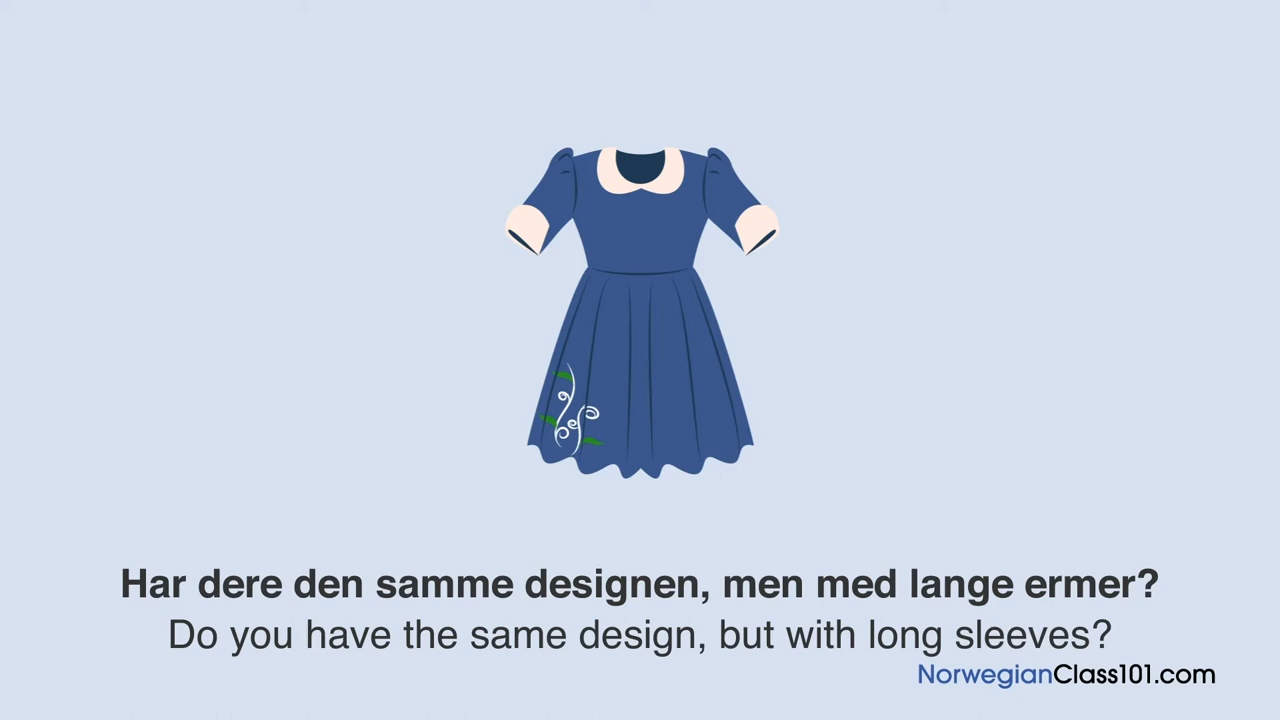 Har dere den samme designen, men med lange ermer?
Do you have the same design, but with long sleeves?
NorwegianClass101.com